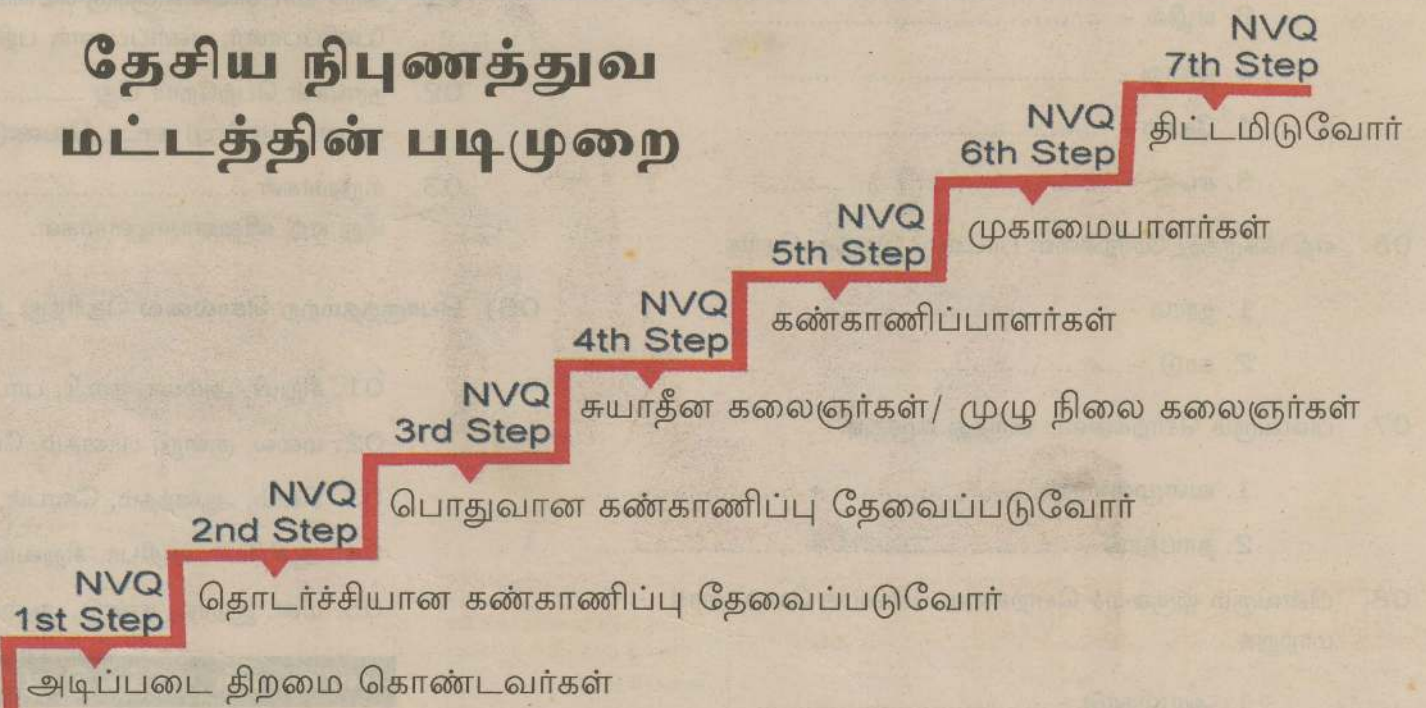 தேசிய நிபுணத்துவ
மட்டத்தின் படிமுறை
NVQ
7th Step
திட்டமிடுவோர்
NVQ
6th Step
முகாமையாளர்கள்
NVQ
5th Step
கண்காணிப்பாளர்கள்
NVQ
4th Step
சுயாதீன கலைஞர்கள்/ முழு நிலை கலைஞர்கள்
NVQ
3rd Step
பொதுவான கண்காணிப்பு தேவைப்படுவோர்
NVQ
2nd Step
தொடர்ச்சியான கண்காணிப்பு தேவைப்படுவோர்
NVQ
1st Step
அடிப்படை திறமை கொண்டவர்கள்